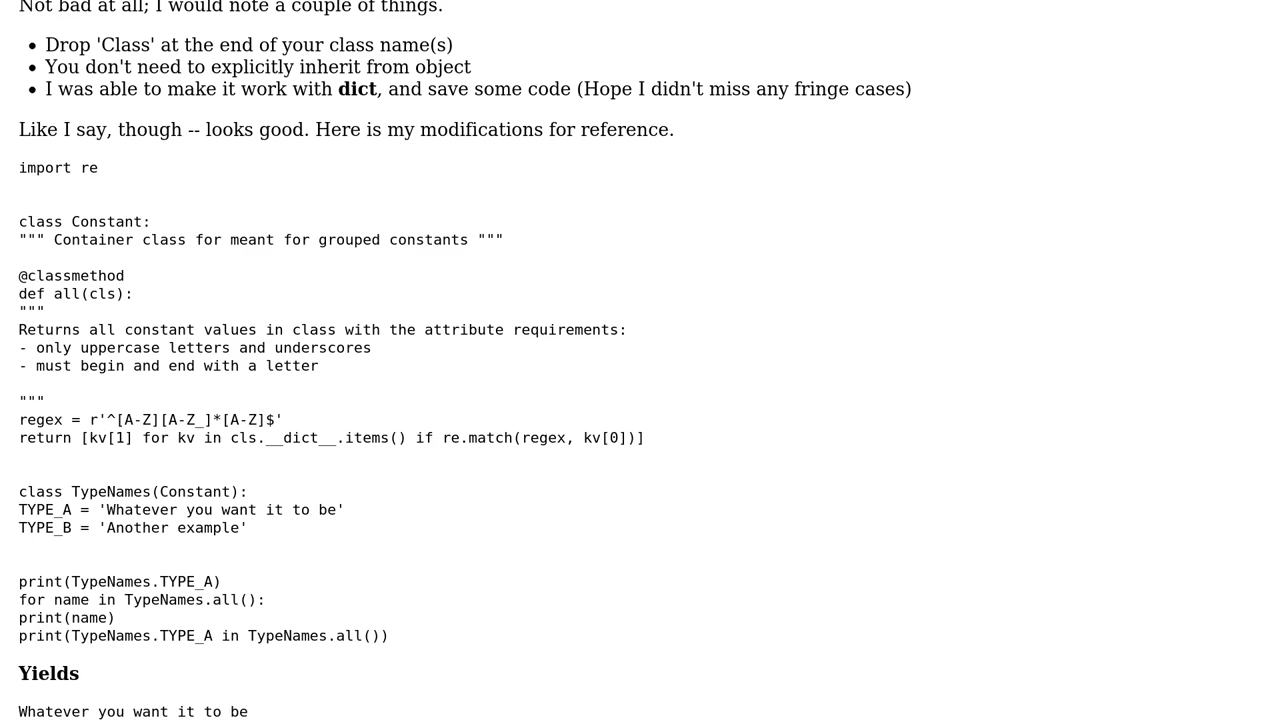 Not bad at all; I would note a couple of things.
• Drop 'Class' at the end of your class name(s)
• You don't need to explicitly inherit from object
• I was able to make it work with dict, and save some code (Hope I didn't miss any fringe cases)
Like I say, though -- looks good. Here is my modifications for reference.
import re
class Constant:
""" Container class for meant for grouped constants """
@classmethod
def all(cls):
"""
Returns all constant values in class with the attribute requirements:
- only uppercase letters and underscores
- must begin and end with a letter
"""
regex = r'^[A-Z][A-Z_]*[A-Z]$'
return [kv[1] for kv in cls.__dict__.items() if re.match(regex, kv[0])]
class TypeNames(Constant):
TYPE_A = 'Whatever you want it to be'
TYPE_B = 'Another example'
print(TypeNames.TYPE_A)
for name in TypeNames.all():
print(name)
print(TypeNames.TYPE_A in TypeNames.all())
Yields
Whatever you want it to be